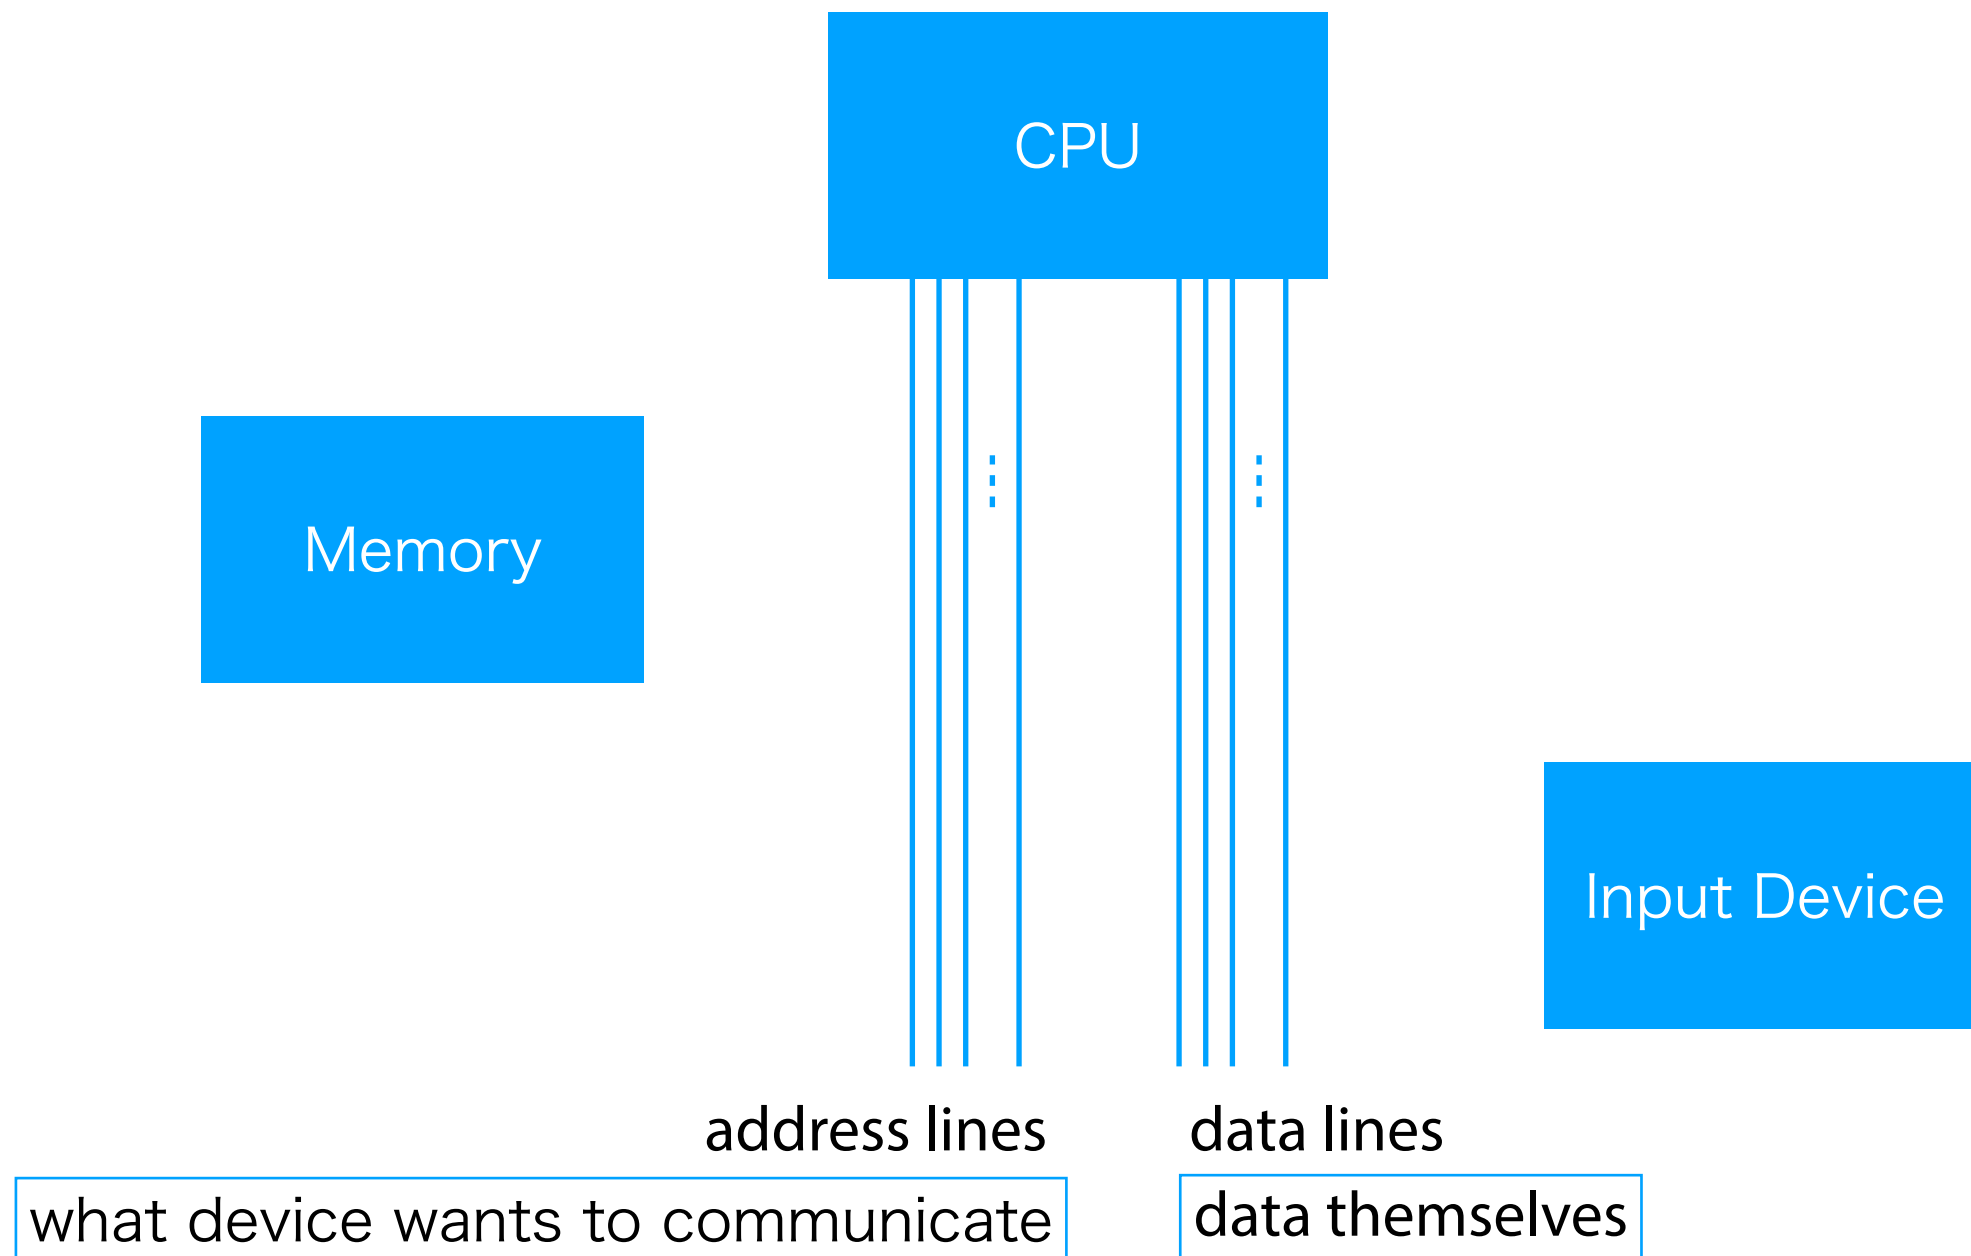 CPU
Memory
Input Device
address lines
data lines
what device wants to communicate
data themselves